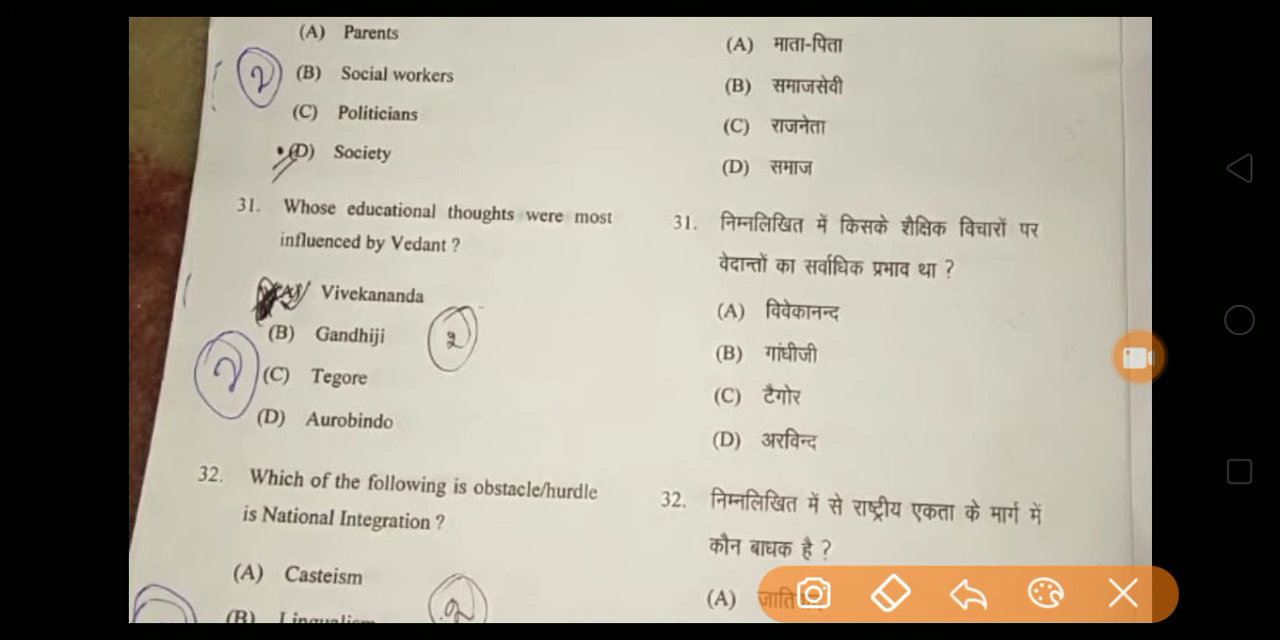 (A) Parents
(B) Social workers
(C) Politicians
(D) Society
31. Whose educational thoughts were most
influenced by Vedant ?
(A) Vivekananda
(B) Gandhiji
(C) Tegore
(D) Aurobindo
32. Which of the following is obstacle/hurdle
is National Integration ?
(A) Casteism
(B) Lingualism
(A) माता-पिता
(B) समाजसेवी
(C) राजनेता
(D) समाज
31. निम्नलिखित में किसके शैक्षिक विचारों पर
वेदान्तों का सर्वाधिक प्रभाव था ?
(A) विवेकानन्द
(B) गांधीजी
(C) टैगोर
(D) अरविन्द
32. निम्नलिखित में से राष्ट्रीय एकता के मार्ग में
कौन बाधक है ?
(A)